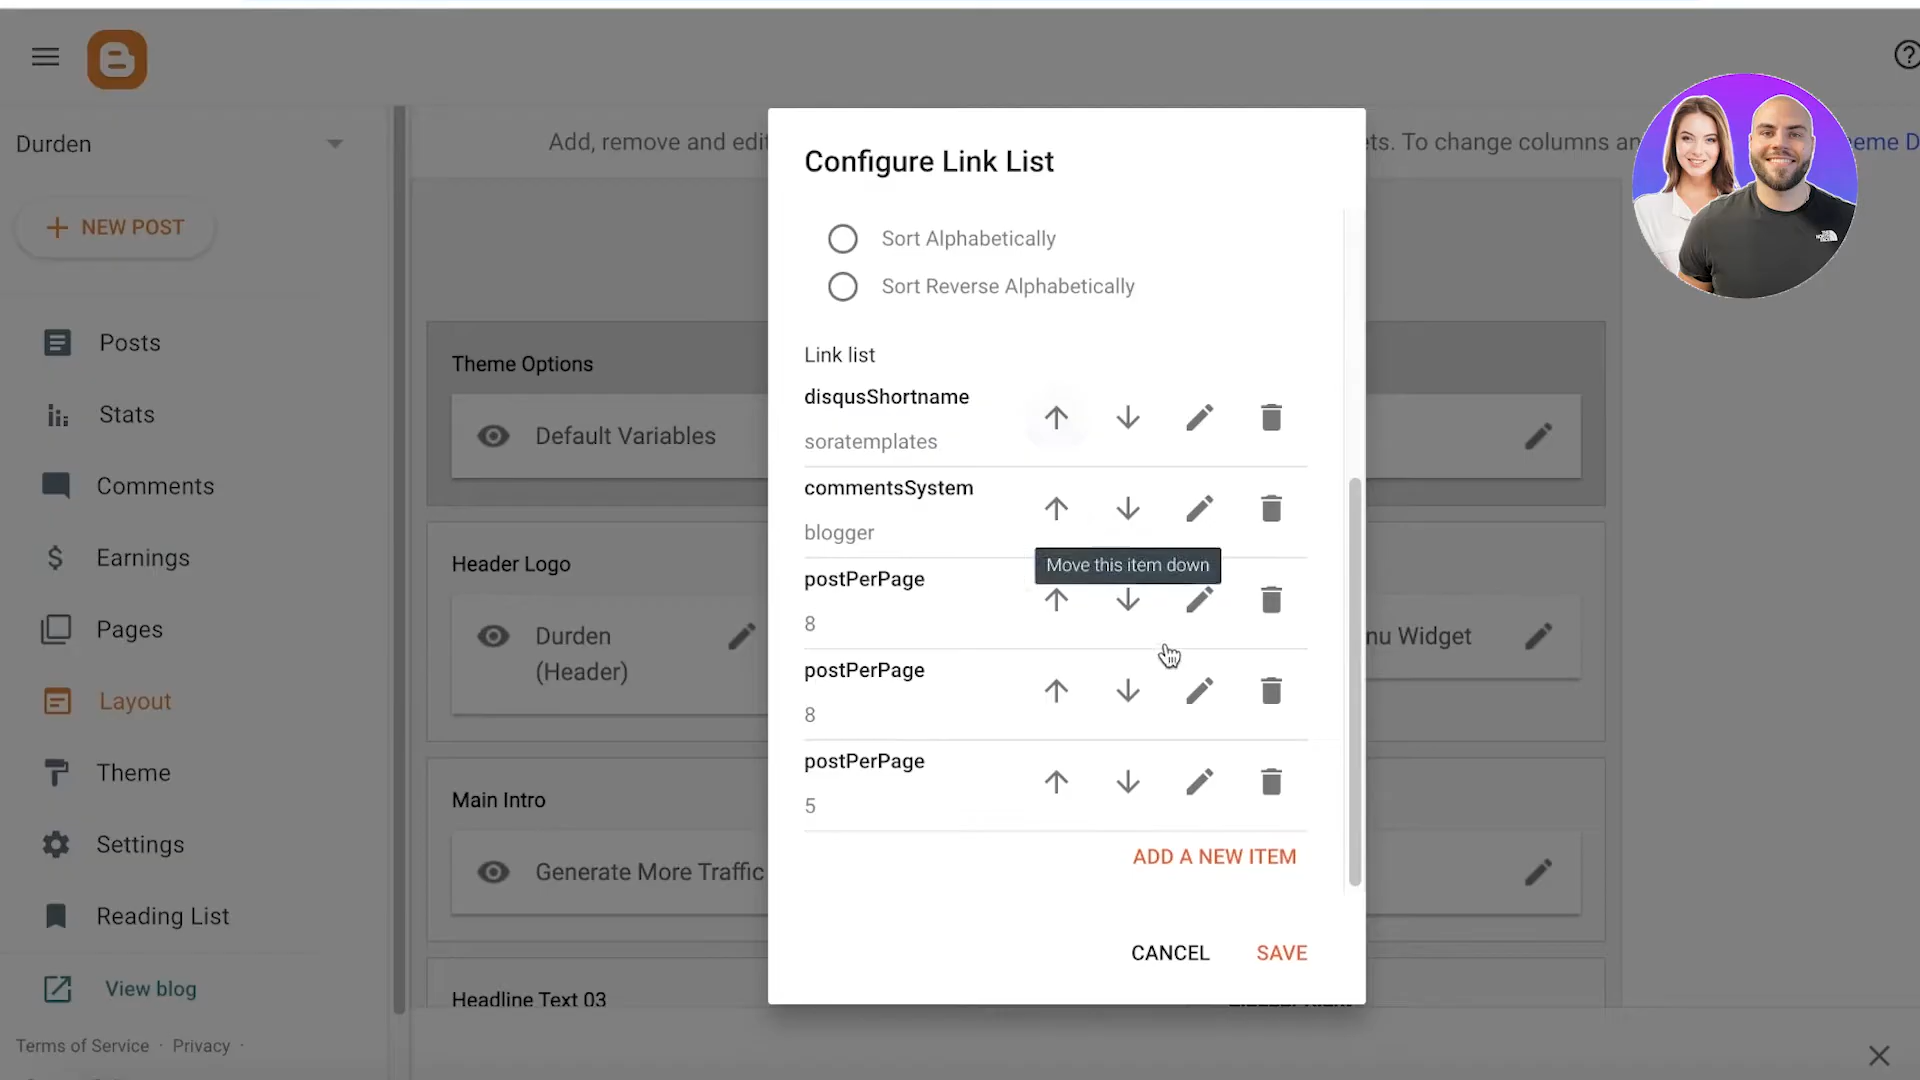 Durden
NEW POST
Posts
Stats
Comments
Earnings
Pages
Layout
Theme
Settings
Reading List
View blog
Terms of Service · Privacy ·
Add, remove and edit
ets. To change columns an
eme D
Theme Options
Default Variables
Header Logo
Durden
(Header)
nu Widget
Main Intro
Generate More Traffic
Headline Text 03
Configure Link List
Sort Alphabetically
Sort Reverse Alphabetically
Link list
disqusShortname
soratemplates
commentsSystem
blogger
Move this item down
postPerPage
8
postPerPage
8
postPerPage
5
ADD A NEW ITEM
CANCEL
SAVE